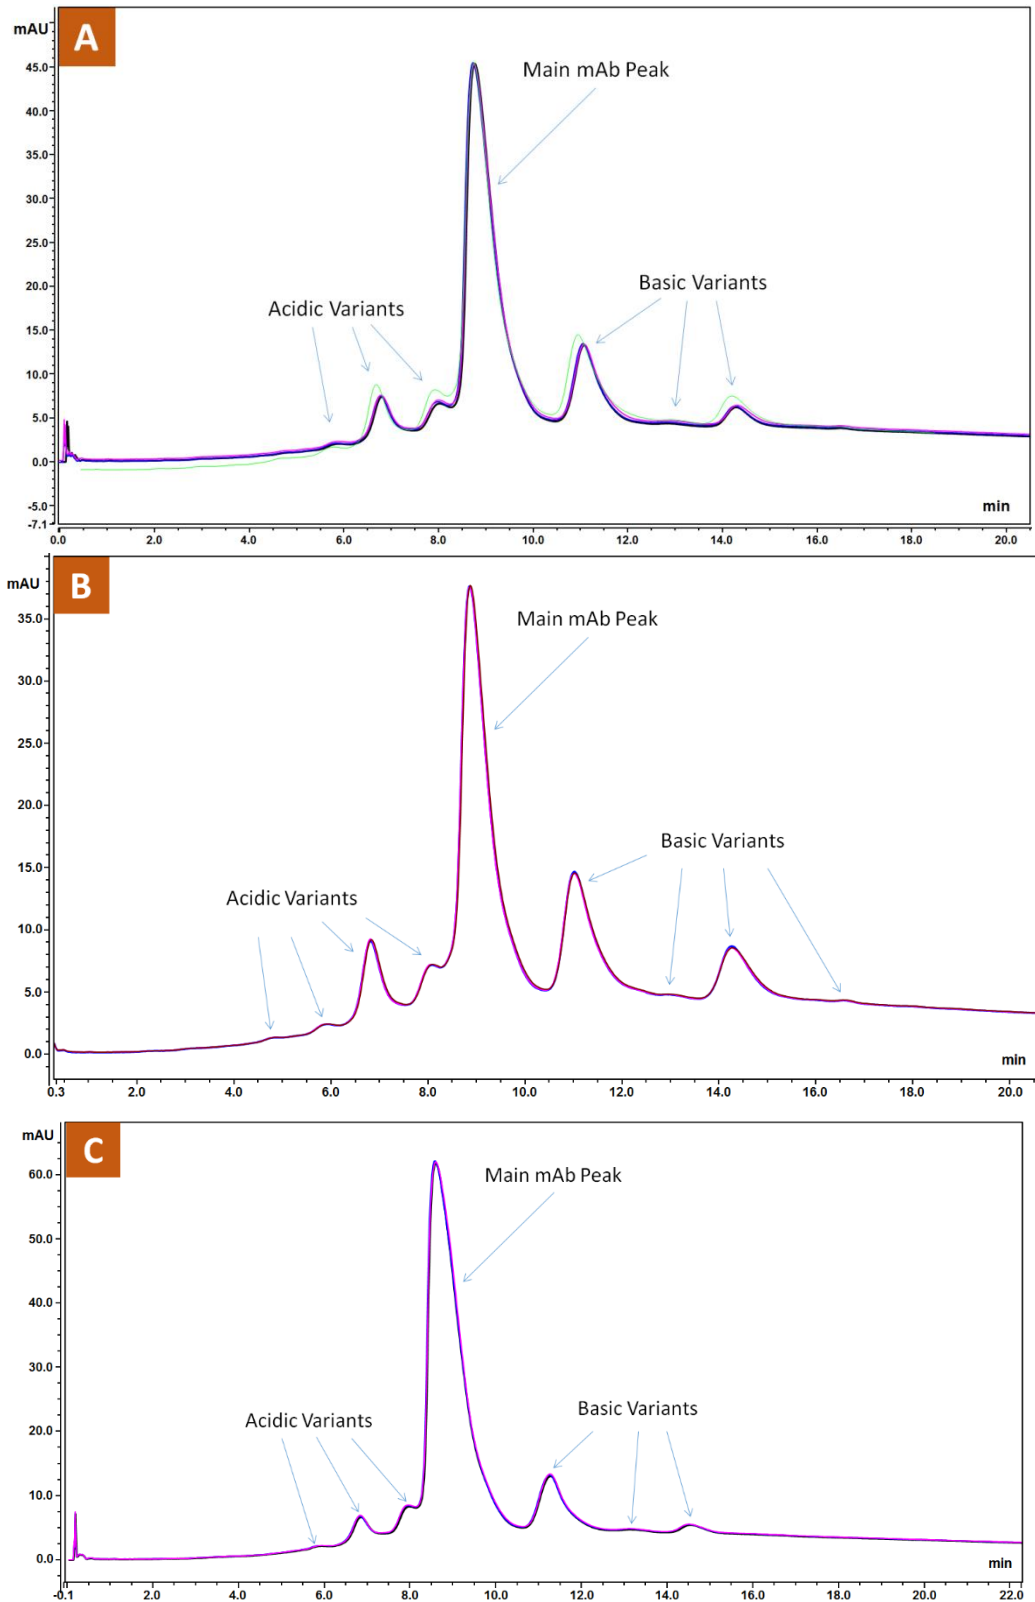 A
mAU
45.0
40.0
35.0
30.0
25.0
20.0
15.0
10.0
5.0
0.0
-5.0
-7.1
Main mAb Peak
Acidic Variants
Basic Variants
min
0.0 2.0 4.0 6.0 8.0 10.0 12.0 14.0 16.0 18.0 20.0
B
mAU
35.0
30.0
25.0
20.0
15.0
10.0
5.0
0.0
Main mAb Peak
Basic Variants
Acidic Variants
min
0.3 2.0 4.0 6.0 8.0 10.0 12.0 14.0 16.0 18.0 20.0
C
mAU
60.0
50.0
40.0
30.0
20.0
10.0
0.0
Main mAb Peak
Basic Variants
Acidic Variants
min
-0.1 2.0 4.0 6.0 8.0 10.0 12.0 14.0 16.0 18.0 20.0 22.0